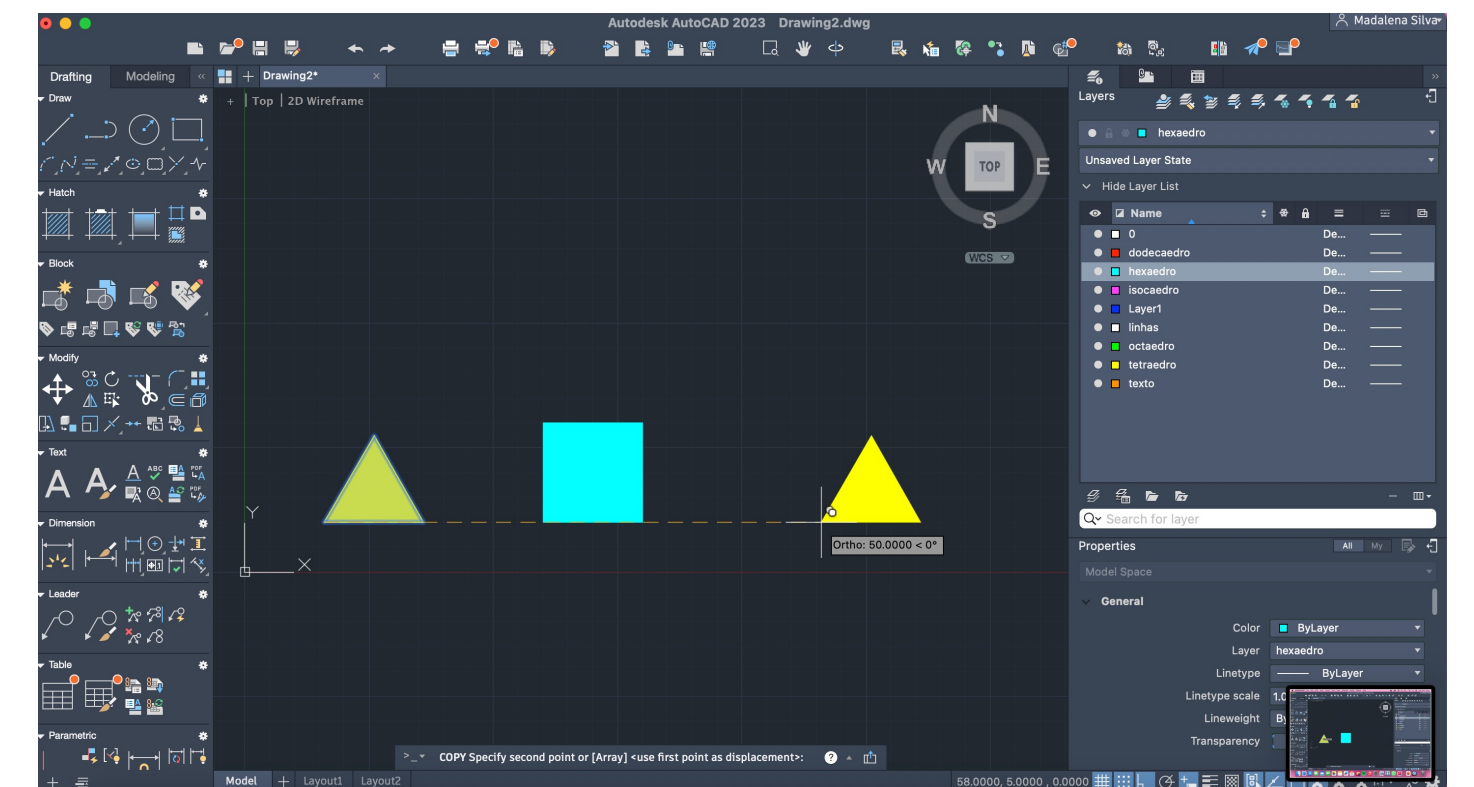 Autodesk AutoCAD 2023 Drawing2.dwg
Madalena Silva
Drafting Modeling
Drawing2*
Draw
Hatch
Block
Modify
Text
A A A ABC PDF
A PDF
Dimension
Leader
Table
Parametric
+ | Top | 2D Wireframe
N
W TOP E
S
WCS
Y
X
Ortho: 50.0000 < 0°
>_ COPY Specify second point or [Array] <use first point as displacement>:
Model + Layout1 Layout2
58.0000, 5.0000 , 0.0000
Layers
hexaedro
Unsaved Layer State
Hide Layer List
Name
0 De...
dodecaedro De...
hexaedro De...
isocaedro De...
Layer1 De...
linhas De...
octaedro De...
tetraedro De...
texto De...
Search for layer
Properties All My
Model Space
General
Color ByLayer
Layer hexaedro
Linetype ByLayer
Linetype scale
Lineweight
Transparency